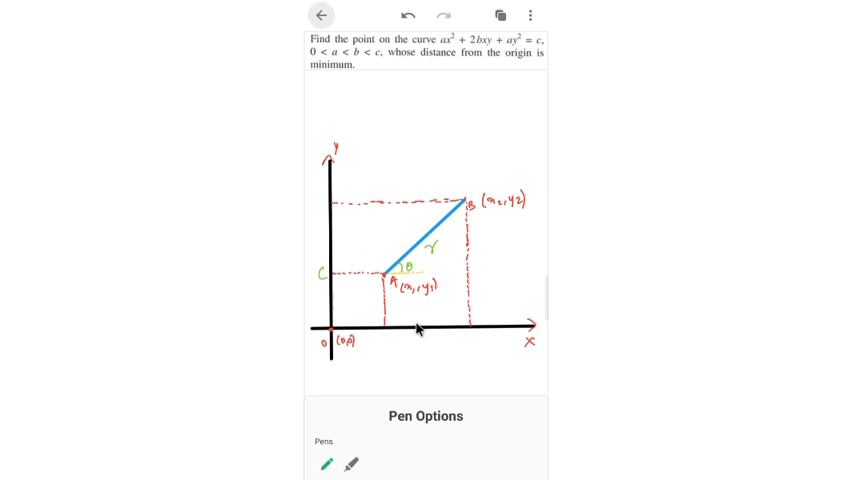 Find the point on the curve ax² + 2bxy + ay² = c,
0 < a < b < c, whose distance from the origin is
minimum.
Y
B (x2, y2)
r
C
θ
A (x1, y1)
O (0,0)
X
Pen Options
Pens